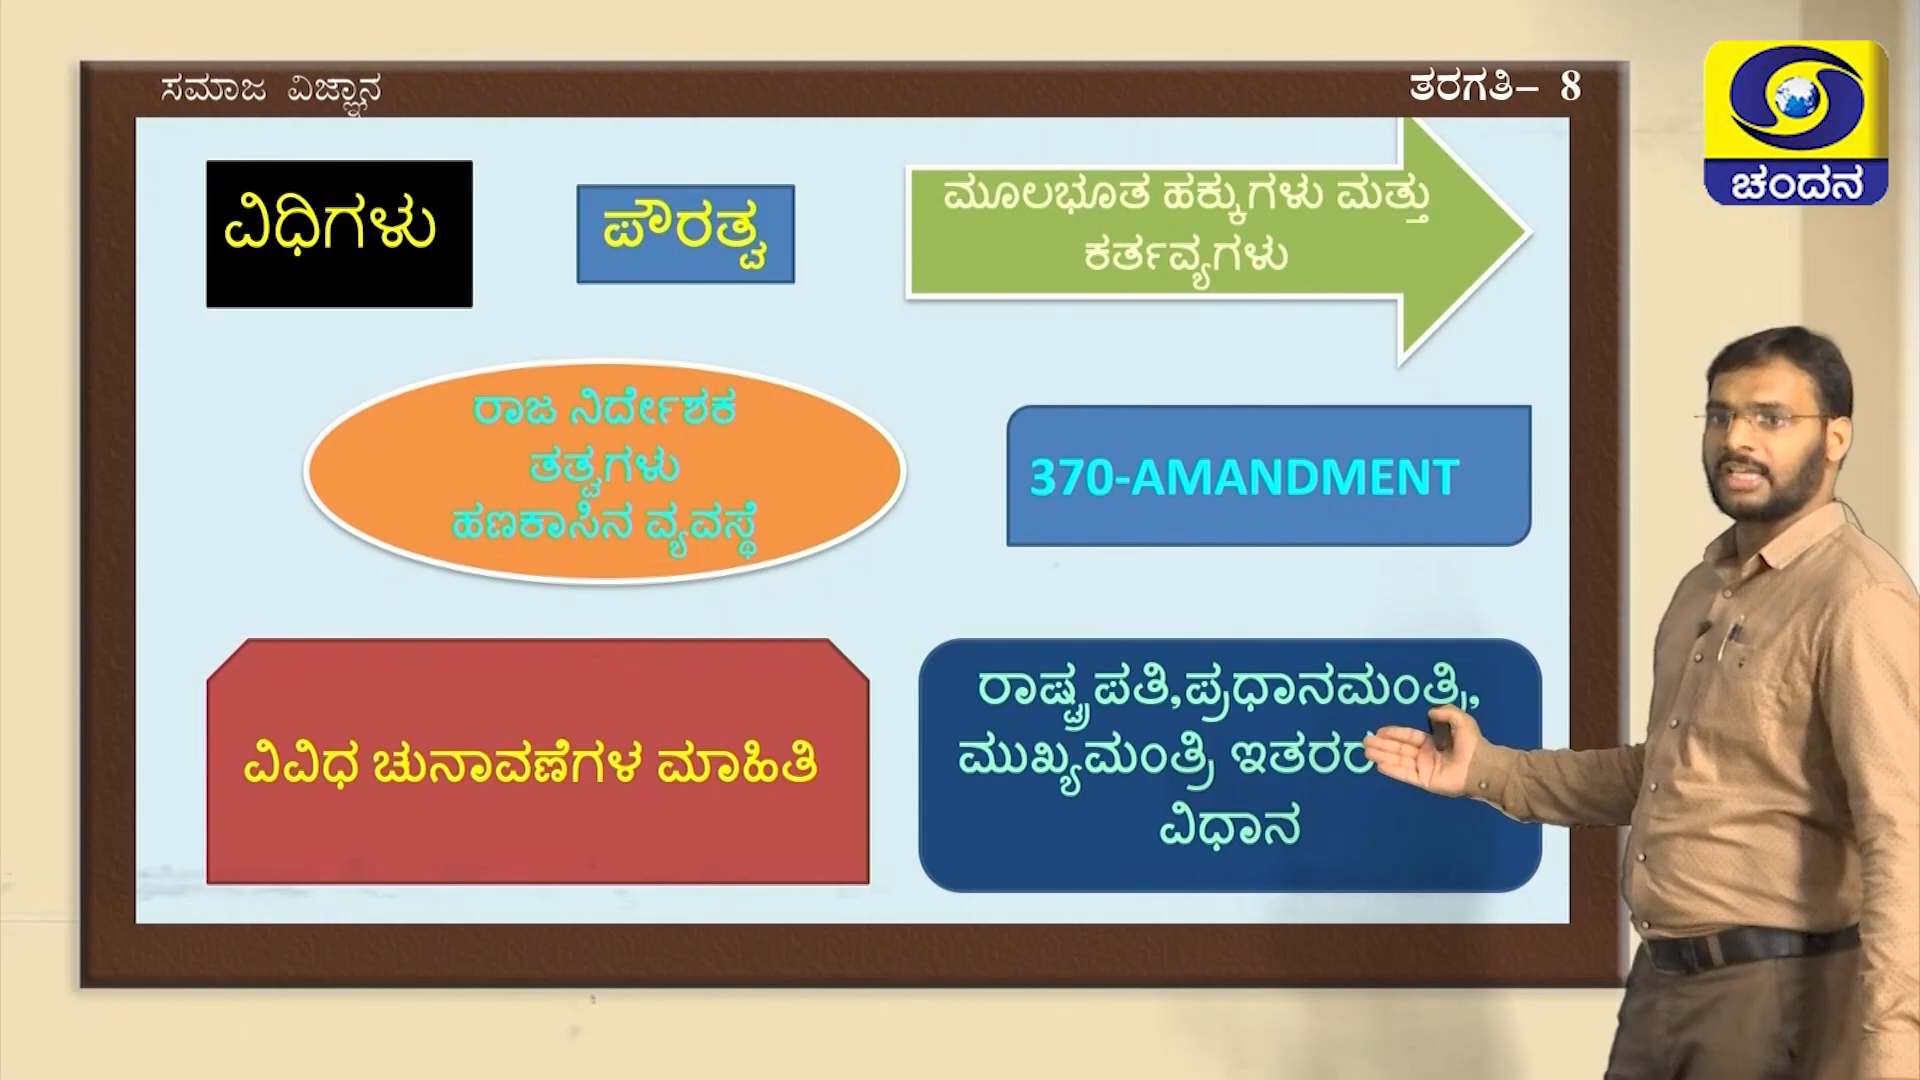 ಸಮಾಜ ವಿಜ್ಞಾನ
ತರಗತಿ– 8
ಚಂದನ
ವಿಧಿಗಳು
ಪೌರತ್ವ
ಮೂಲಭೂತ ಹಕ್ಕುಗಳು ಮತ್ತು
ಕರ್ತವ್ಯಗಳು
ರಾಜ ನಿರ್ದೇಶಕ
ತತ್ವಗಳು
ಹಣಕಾಸಿನ ವ್ಯವಸ್ಥೆ
370-AMANDMENT
ವಿವಿಧ ಚುನಾವಣೆಗಳ ಮಾಹಿತಿ
ರಾಷ್ಟ್ರಪತಿ,ಪ್ರಧಾನಮಂತ್ರಿ,
ಮುಖ್ಯಮಂತ್ರಿ
ವಿಧಾನ